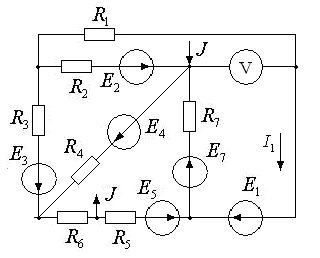 R₁
J
R₂ E₂ V
R₃ R₄ E₄ R₇
E₃ E₇ I₁
J E₅ E₁
R₆ R₅